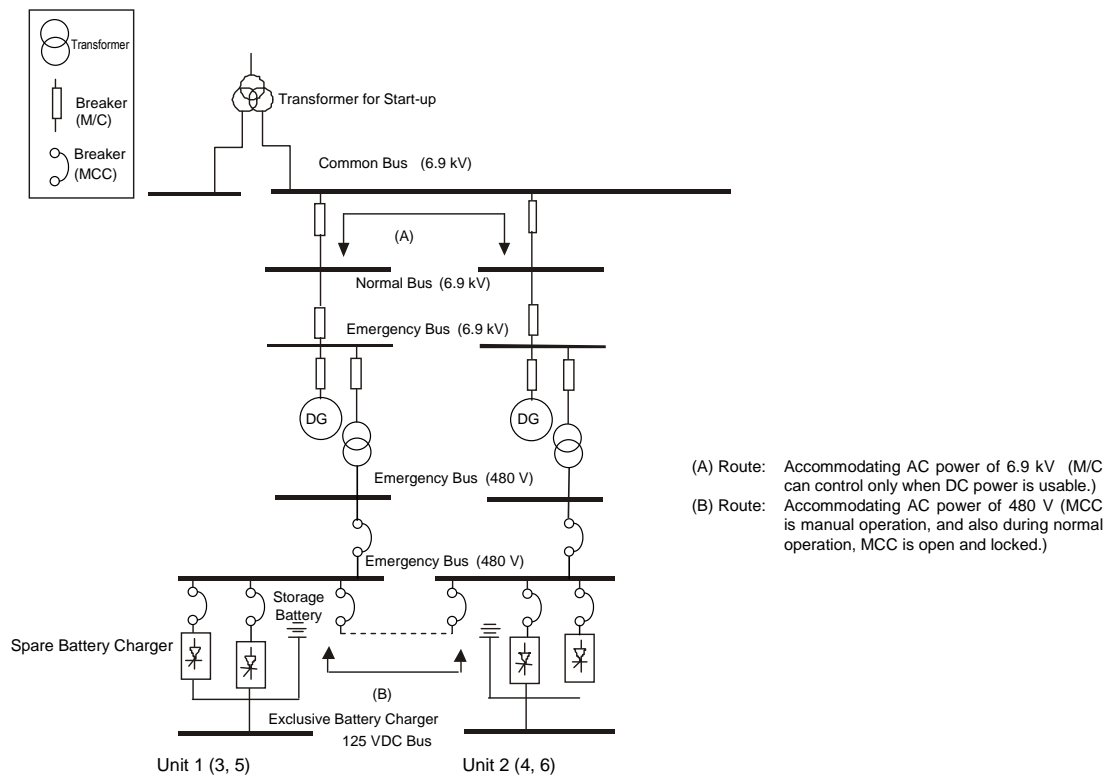 Transformer
Breaker
(M/C)
Breaker
(MCC)
Transformer for Start-up
Common Bus (6.9 kV)
(A)
Normal Bus (6.9 kV)
Emergency Bus (6.9 kV)
DG
DG
Emergency Bus (480 V)
(A) Route: Accommodating AC power of 6.9 kV (M/C
can control only when DC power is usable.)
(B) Route: Accommodating AC power of 480 V (MCC
is manual operation, and also during normal
operation, MCC is open and locked.)
Emergency Bus (480 V)
Storage
Battery
Spare Battery Charger
(B)
Exclusive Battery Charger
125 VDC Bus
Unit 1 (3, 5)
Unit 2 (4, 6)